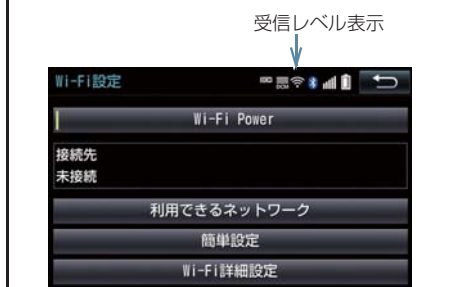 受信レベル表示
Wi-Fi設定
Wi-Fi Power
接続先
未接続
利用できるネットワーク
簡単設定
Wi-Fi詳細設定